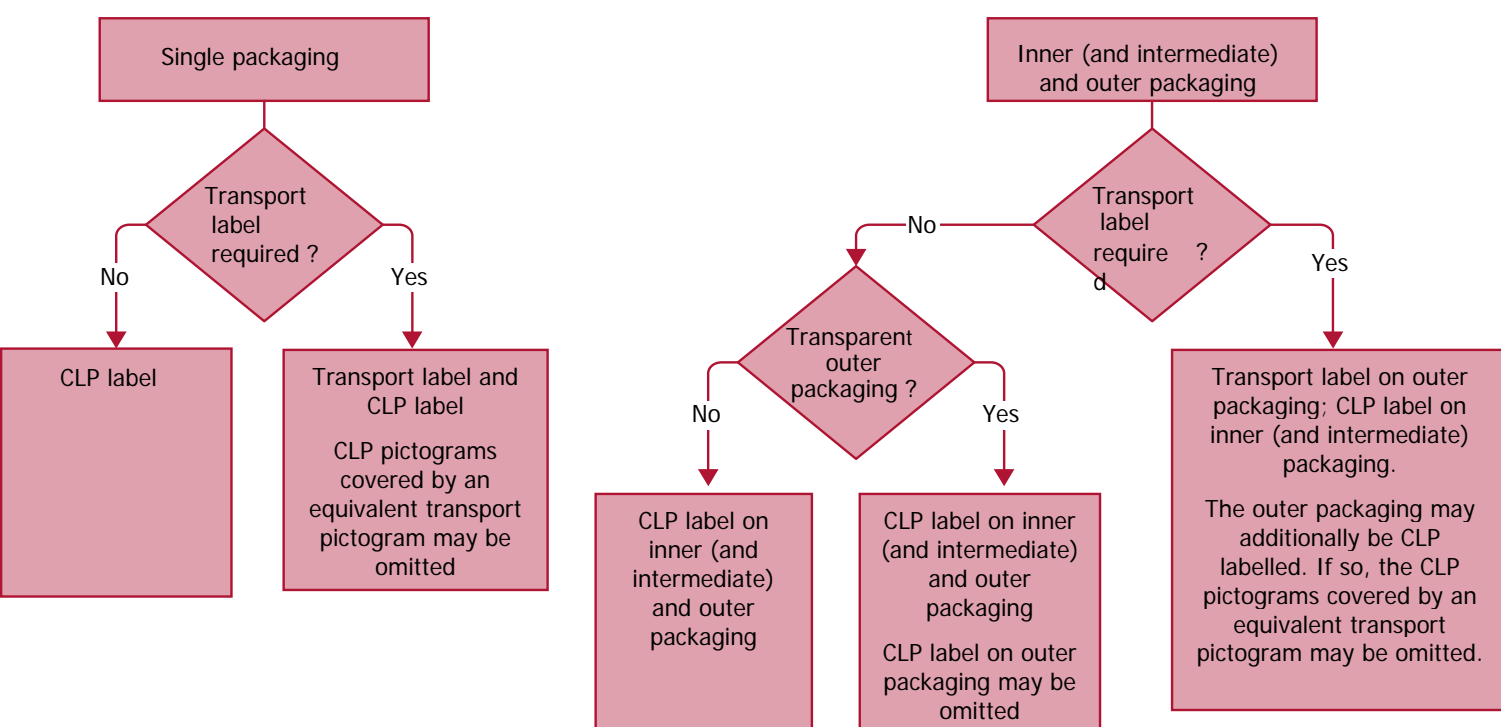 Single packaging
Transport
label
required ?
No
Yes
CLP label
Transport label and
CLP label
CLP pictograms
covered by an
equivalent transport
pictogram may be
omitted
Inner (and intermediate)
and outer packaging
Transport
label
require ?
d
No
Yes
Transparent
outer
packaging ?
No
Yes
CLP label on
inner (and
intermediate)
and outer
packaging
CLP label on inner
(and intermediate)
and outer
packaging
CLP label on outer
packaging may be
omitted
Transport label on outer
packaging; CLP label on
inner (and intermediate)
packaging.
The outer packaging may
additionally be CLP
labelled. If so, the CLP
pictograms covered by an
equivalent transport
pictogram may be omitted.